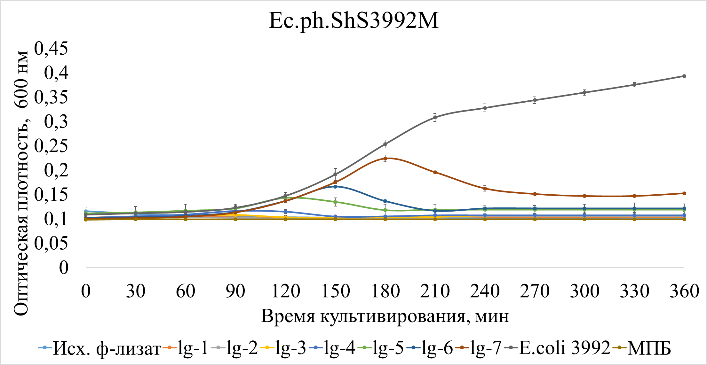 Ec.ph.ShS3992M
Оптическая плотность, 600 нм
0,45
0,4
0,35
0,3
0,25
0,2
0,15
0,1
0,05
0
0 30 60 90 120 150 180 210 240 270 300 330 360
Время культивирования, мин
Исх. ф-лизат lg-1 lg-2 lg-3 lg-4 lg-5 lg-6 lg-7 E.coli 3992 МПБ